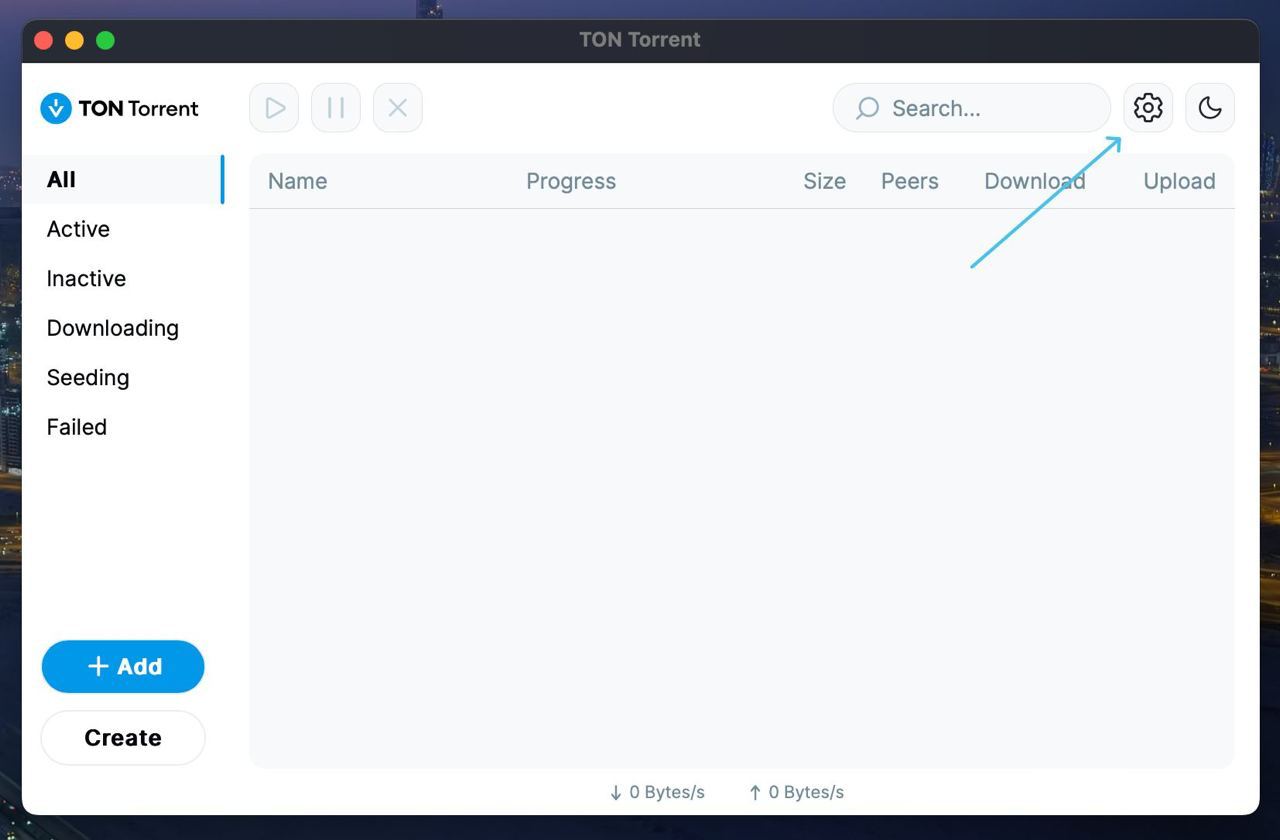 TON Torrent
TON Torrent
Search...
All
Active
Inactive
Downloading
Seeding
Failed
Name Progress Size Peers Download Upload
+ Add
Create
↓ 0 Bytes/s ↑ 0 Bytes/s